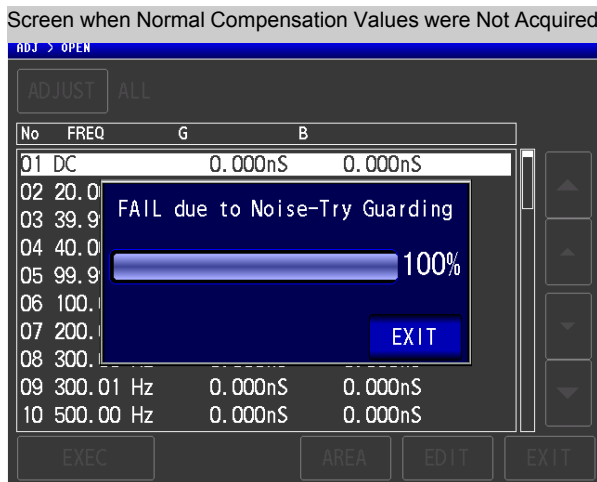 Screen when Normal Compensation Values were Not Acquired
ADJ > OPEN
ADJUST ALL
No FREQ G B
01 DC 0.000nS 0.000nS
02 20.0
03 39.9
04 40.0
05 99.9
06 100.
07 200.
08 300.
FAIL due to Noise-Try Guarding
100%
EXIT
09 300.01 Hz 0.000nS 0.000nS
10 500.00 Hz 0.000nS 0.000nS
EXEC AREA EDIT EXIT